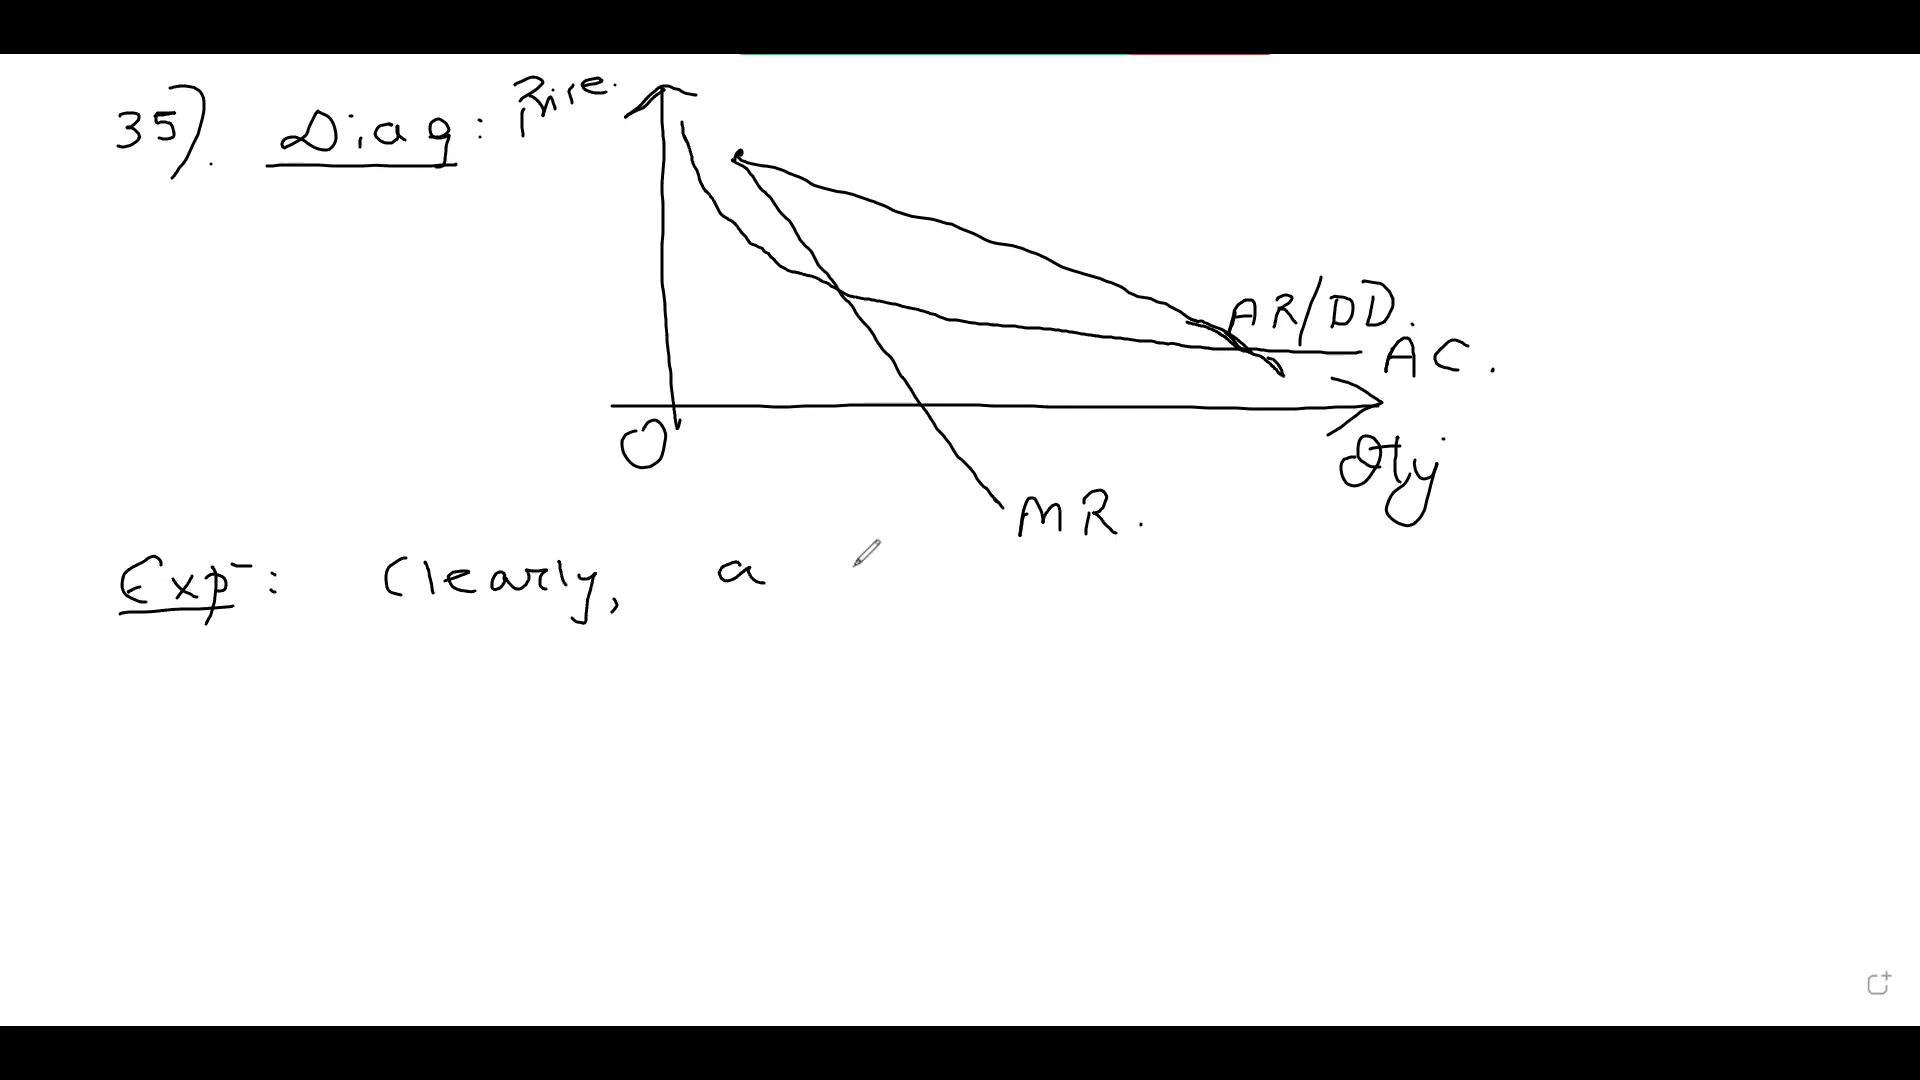 35). Diag: Price.
AR/DD.
AC.
O
Qty
MR.
Exp-: Clearly, a